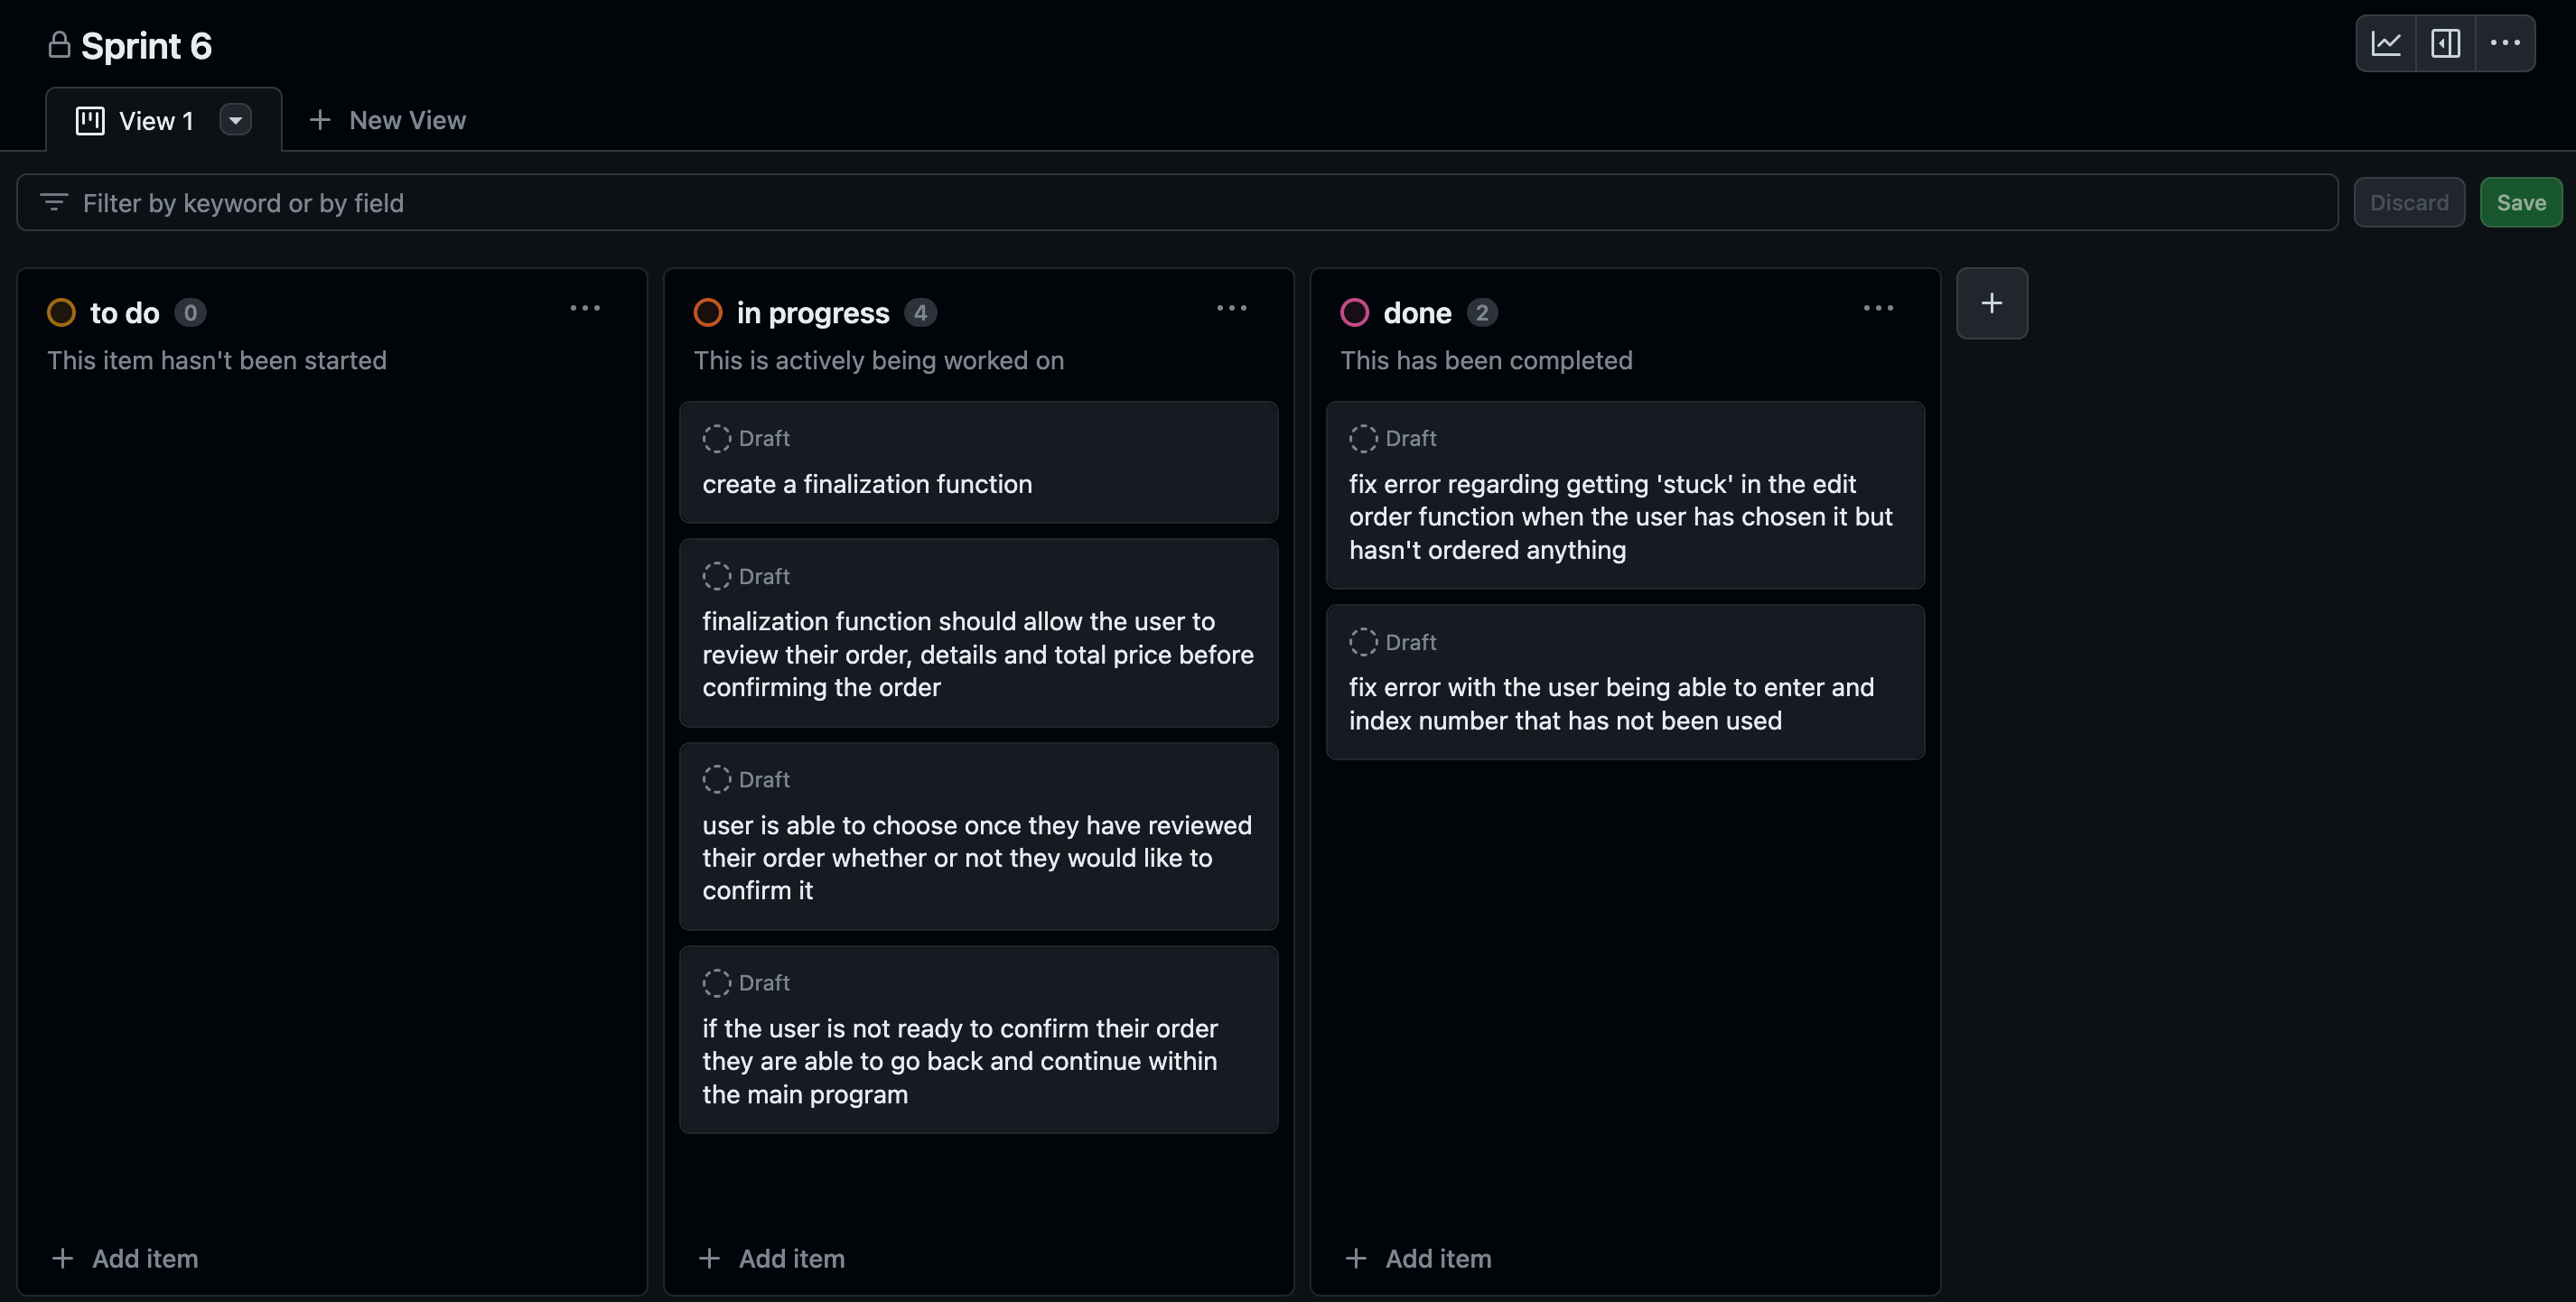 Sprint 6
View 1
New View
Filter by keyword or by field
Discard
Save
to do 0
This item hasn't been started
Add item
in progress 4
This is actively being worked on
Draft
create a finalization function
Draft
finalization function should allow the user to
review their order, details and total price before
confirming the order
Draft
user is able to choose once they have reviewed
their order whether or not they would like to
confirm it
Draft
if the user is not ready to confirm their order
they are able to go back and continue within
the main program
Add item
done 2
This has been completed
Draft
fix error regarding getting 'stuck' in the edit
order function when the user has chosen it but
hasn't ordered anything
Draft
fix error with the user being able to enter and
index number that has not been used
Add item